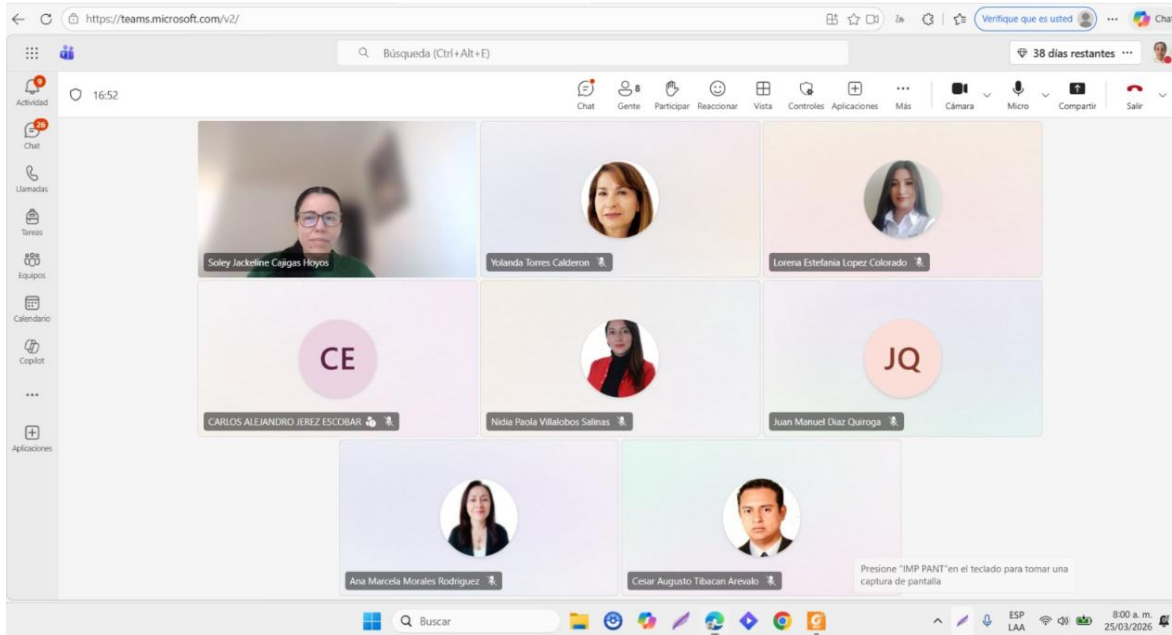 https://teams.microsoft.com/v2/
Verifique que es usted
Chat
Búsqueda (Ctrl+Alt+E)
38 días restantes
9
Actividad
26
Chat
Llamadas
Tareas
Equipos
Calendario
Copilot
Aplicaciones
16:52
8
Chat Gente Participar Reaccionar Vista Controles Aplicaciones Más Cámara Micro Compartir Salir
Soley Jackeline Cajigas Hoyos
Yolanda Torres Calderon
Lorena Estefania Lopez Colorado
CE
CARLOS ALEJANDRO JEREZ ESCOBAR
Nidia Paola Villalobos Salinas
JQ
Juan Manuel Diaz Quiroga
Ana Marcela Morales Rodriguez
Cesar Augusto Tibacan Arevalo
Presione "IMP PANT"en el teclado para tomar una
captura de pantalla
Buscar
ESP
LAA
8:00 a. m.
25/03/2026